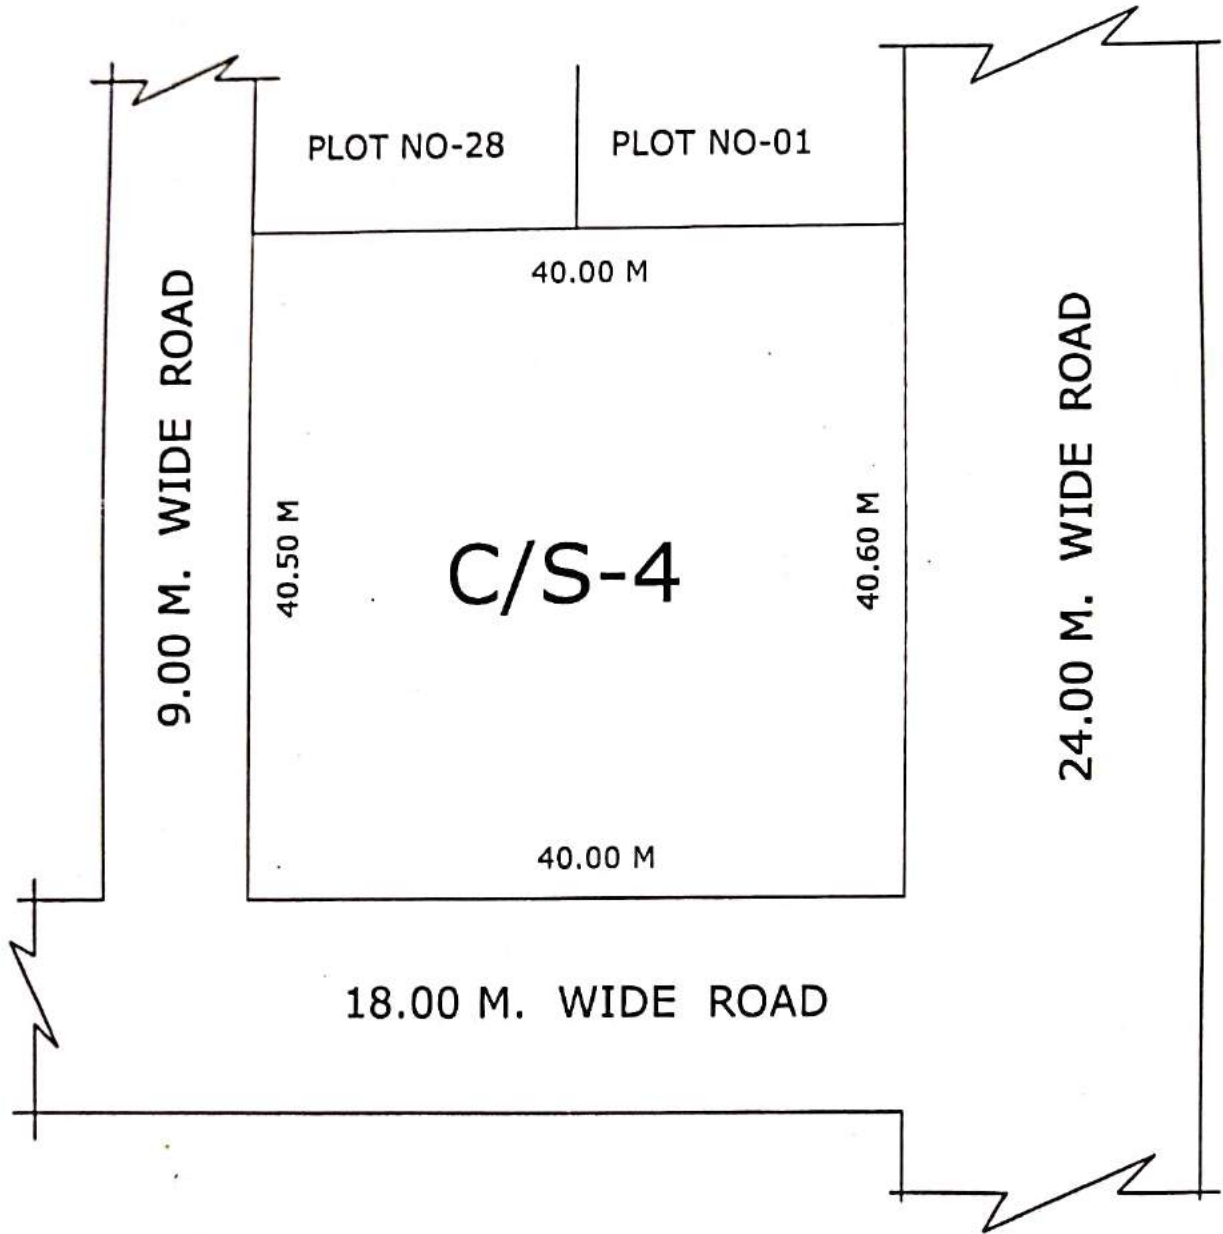 PLOT NO-28
PLOT NO-01
40.00 M
9.00 M. WIDE ROAD
40.50 M
C/S-4
40.60 M
24.00 M. WIDE ROAD
40.00 M
18.00 M. WIDE ROAD